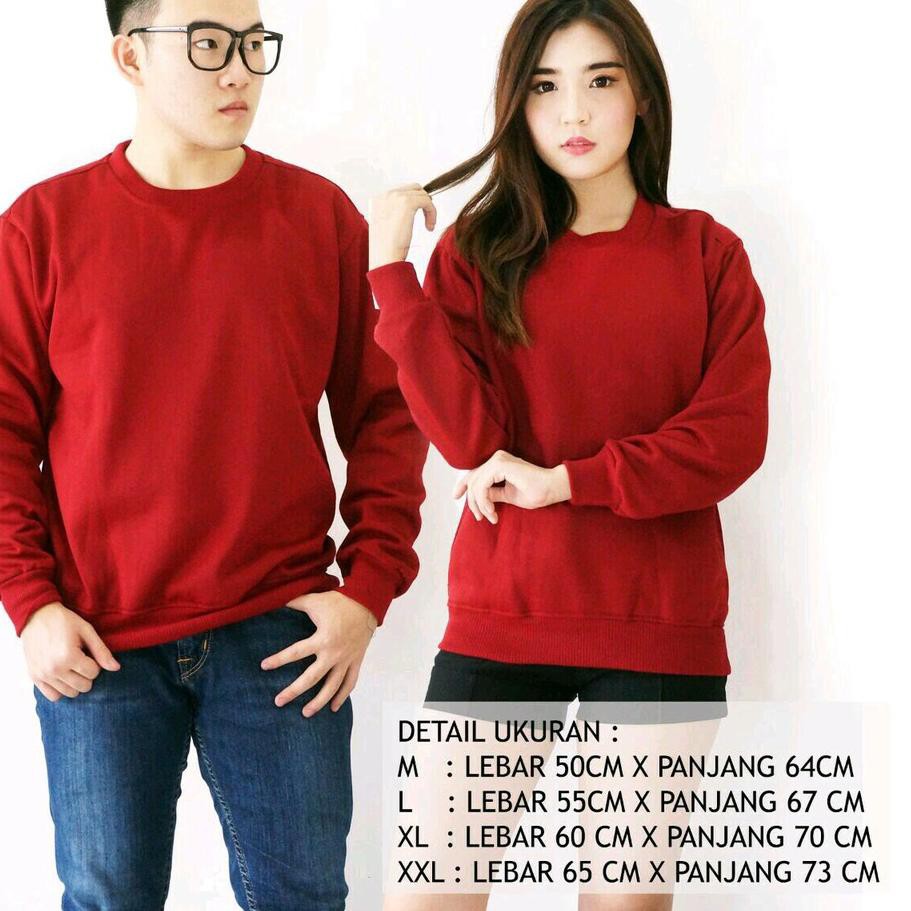 DETAIL UKURAN :
M : LEBAR 50CM X PANJANG 64CM
L : LEBAR 55CM X PANJANG 67 CM
XL : LEBAR 60 CM X PANJANG 70 CM
XXL : LEBAR 65 CM X PANJANG 73 CM